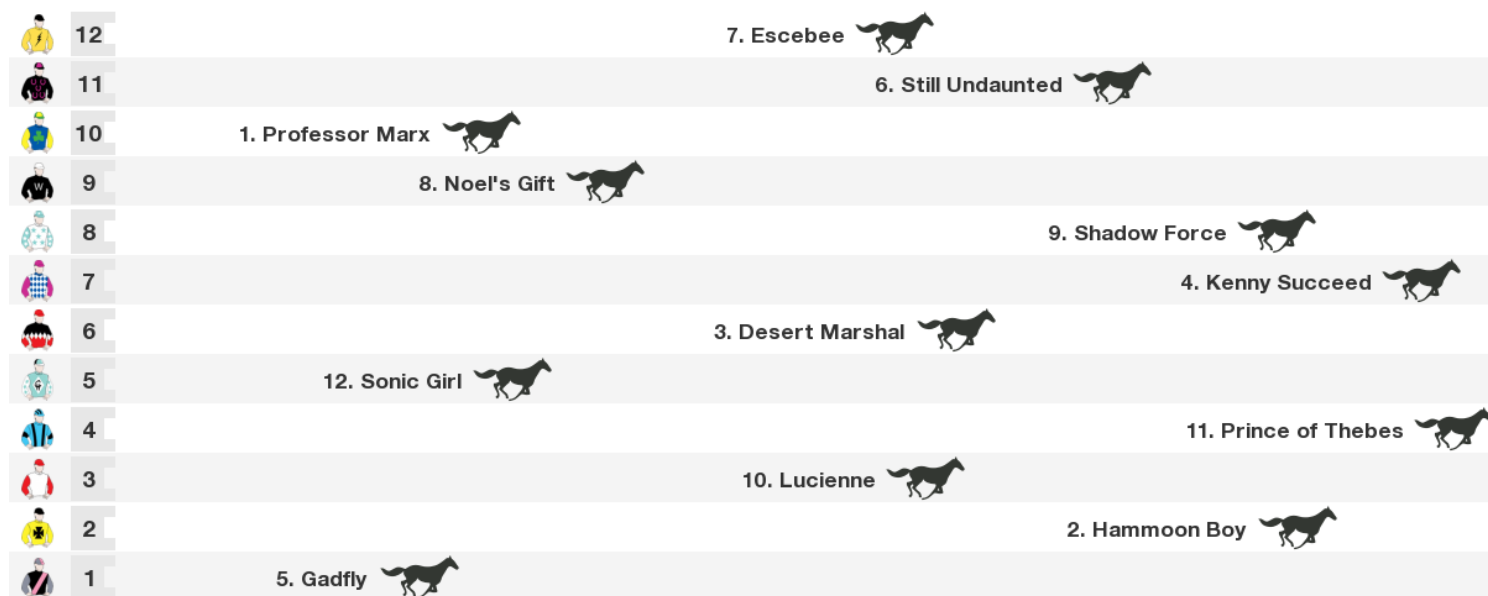 12 7. Escebee
11 6. Still Undaunted
10 1. Professor Marx
W 9 8. Noel's Gift
8 9. Shadow Force
7 4. Kenny Succeed
6 3. Desert Marshal
5 12. Sonic Girl
4 11. Prince of Thebes
3 10. Lucienne
2 2. Hammoon Boy
1 5. Gadfly